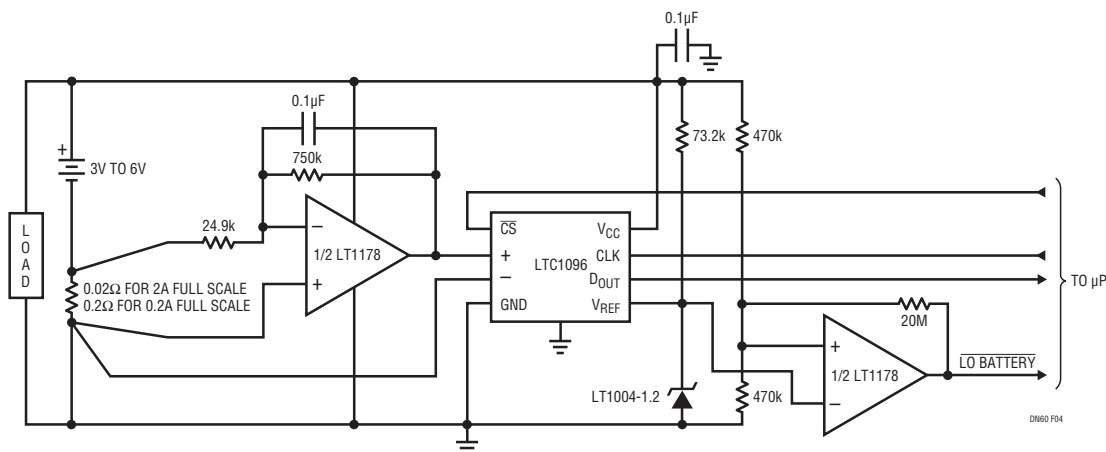 0.1µF
0.1µF
750k
73.2k
470k
+
3V TO 6V
24.9k
LOAD
–
+
1/2 LT1178
0.02Ω FOR 2A FULL SCALE
0.2Ω FOR 0.2A FULL SCALE
CS
+
–
GND
LTC1096
VCC
CLK
DOUT
VREF
TO µP
20M
+
–
1/2 LT1178
LO BATTERY
LT1004-1.2
470k
DN60 F04